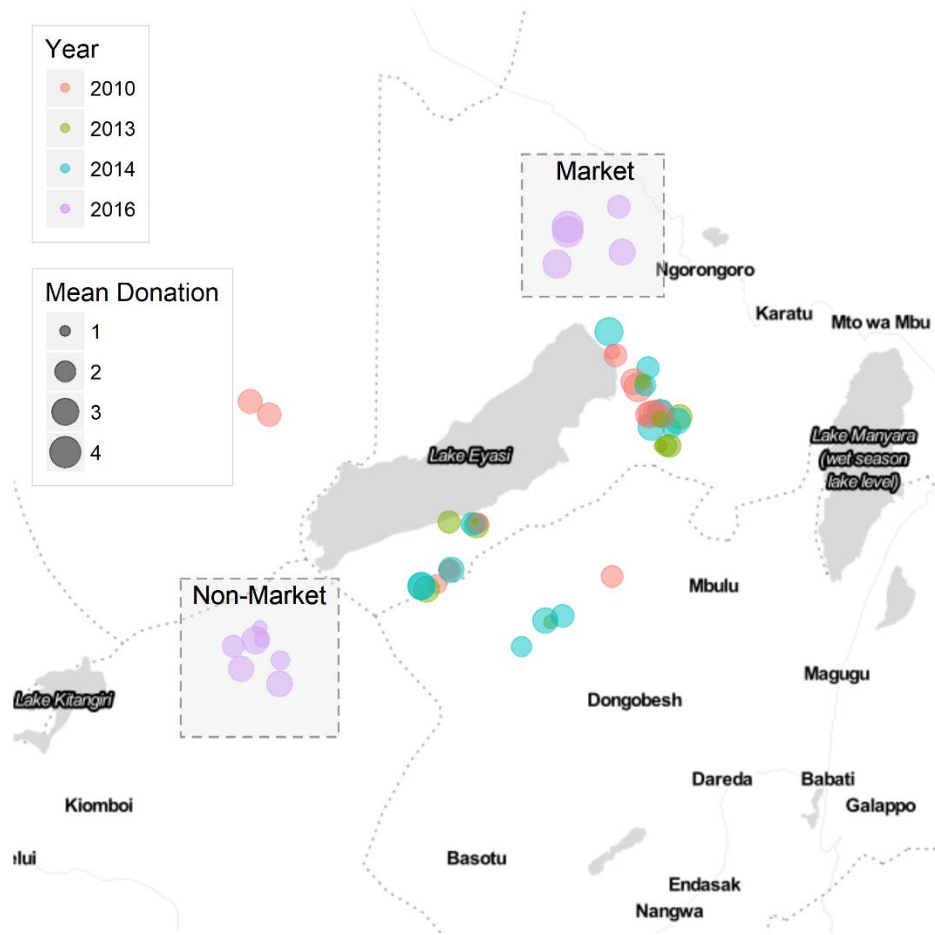 Year
2010
2013
2014
2016
Mean Donation
1
2
3
4
Market
Ngorongoro
Karatu
Mto wa Mbu
Lake Eyasi
Lake Manyara
(wet season
lake level)
Non-Market
Mbulu
Lake Kitangiri
Dongobesh
Magugu
Dareda
Babati
Kiomboi
Galappo
elui
Basotu
Endasak
Nangwa